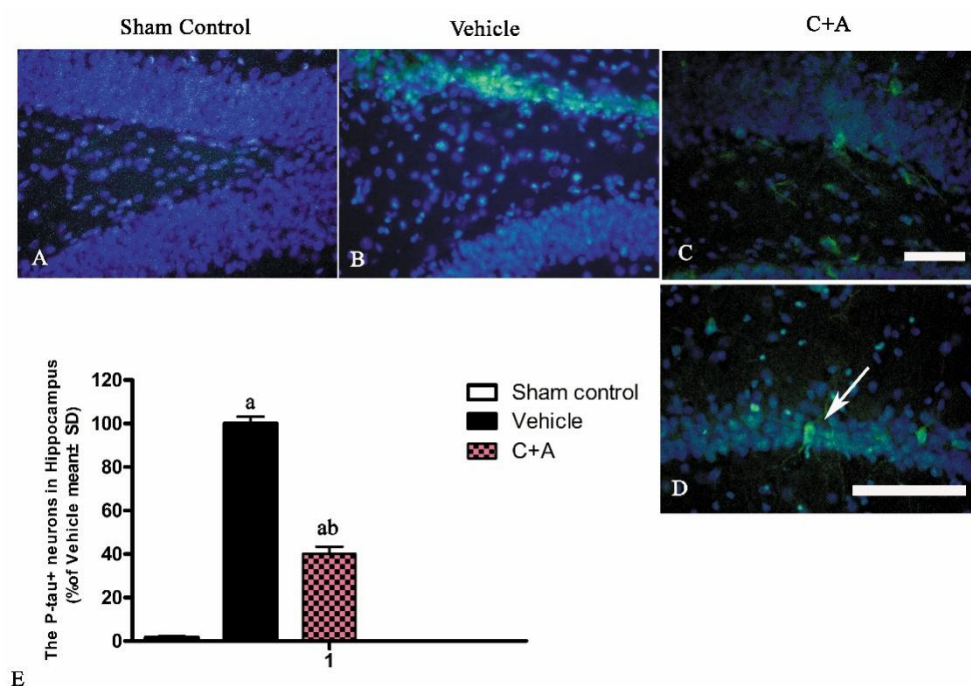 Sham Control
Vehicle
C+A
A
B
C
D
The P-tau+ neurons in Hippocampus
(%of Vehicle mean± SD)
120
100
80
60
40
20
0
a
ab
1
Sham control
Vehicle
C+A
E